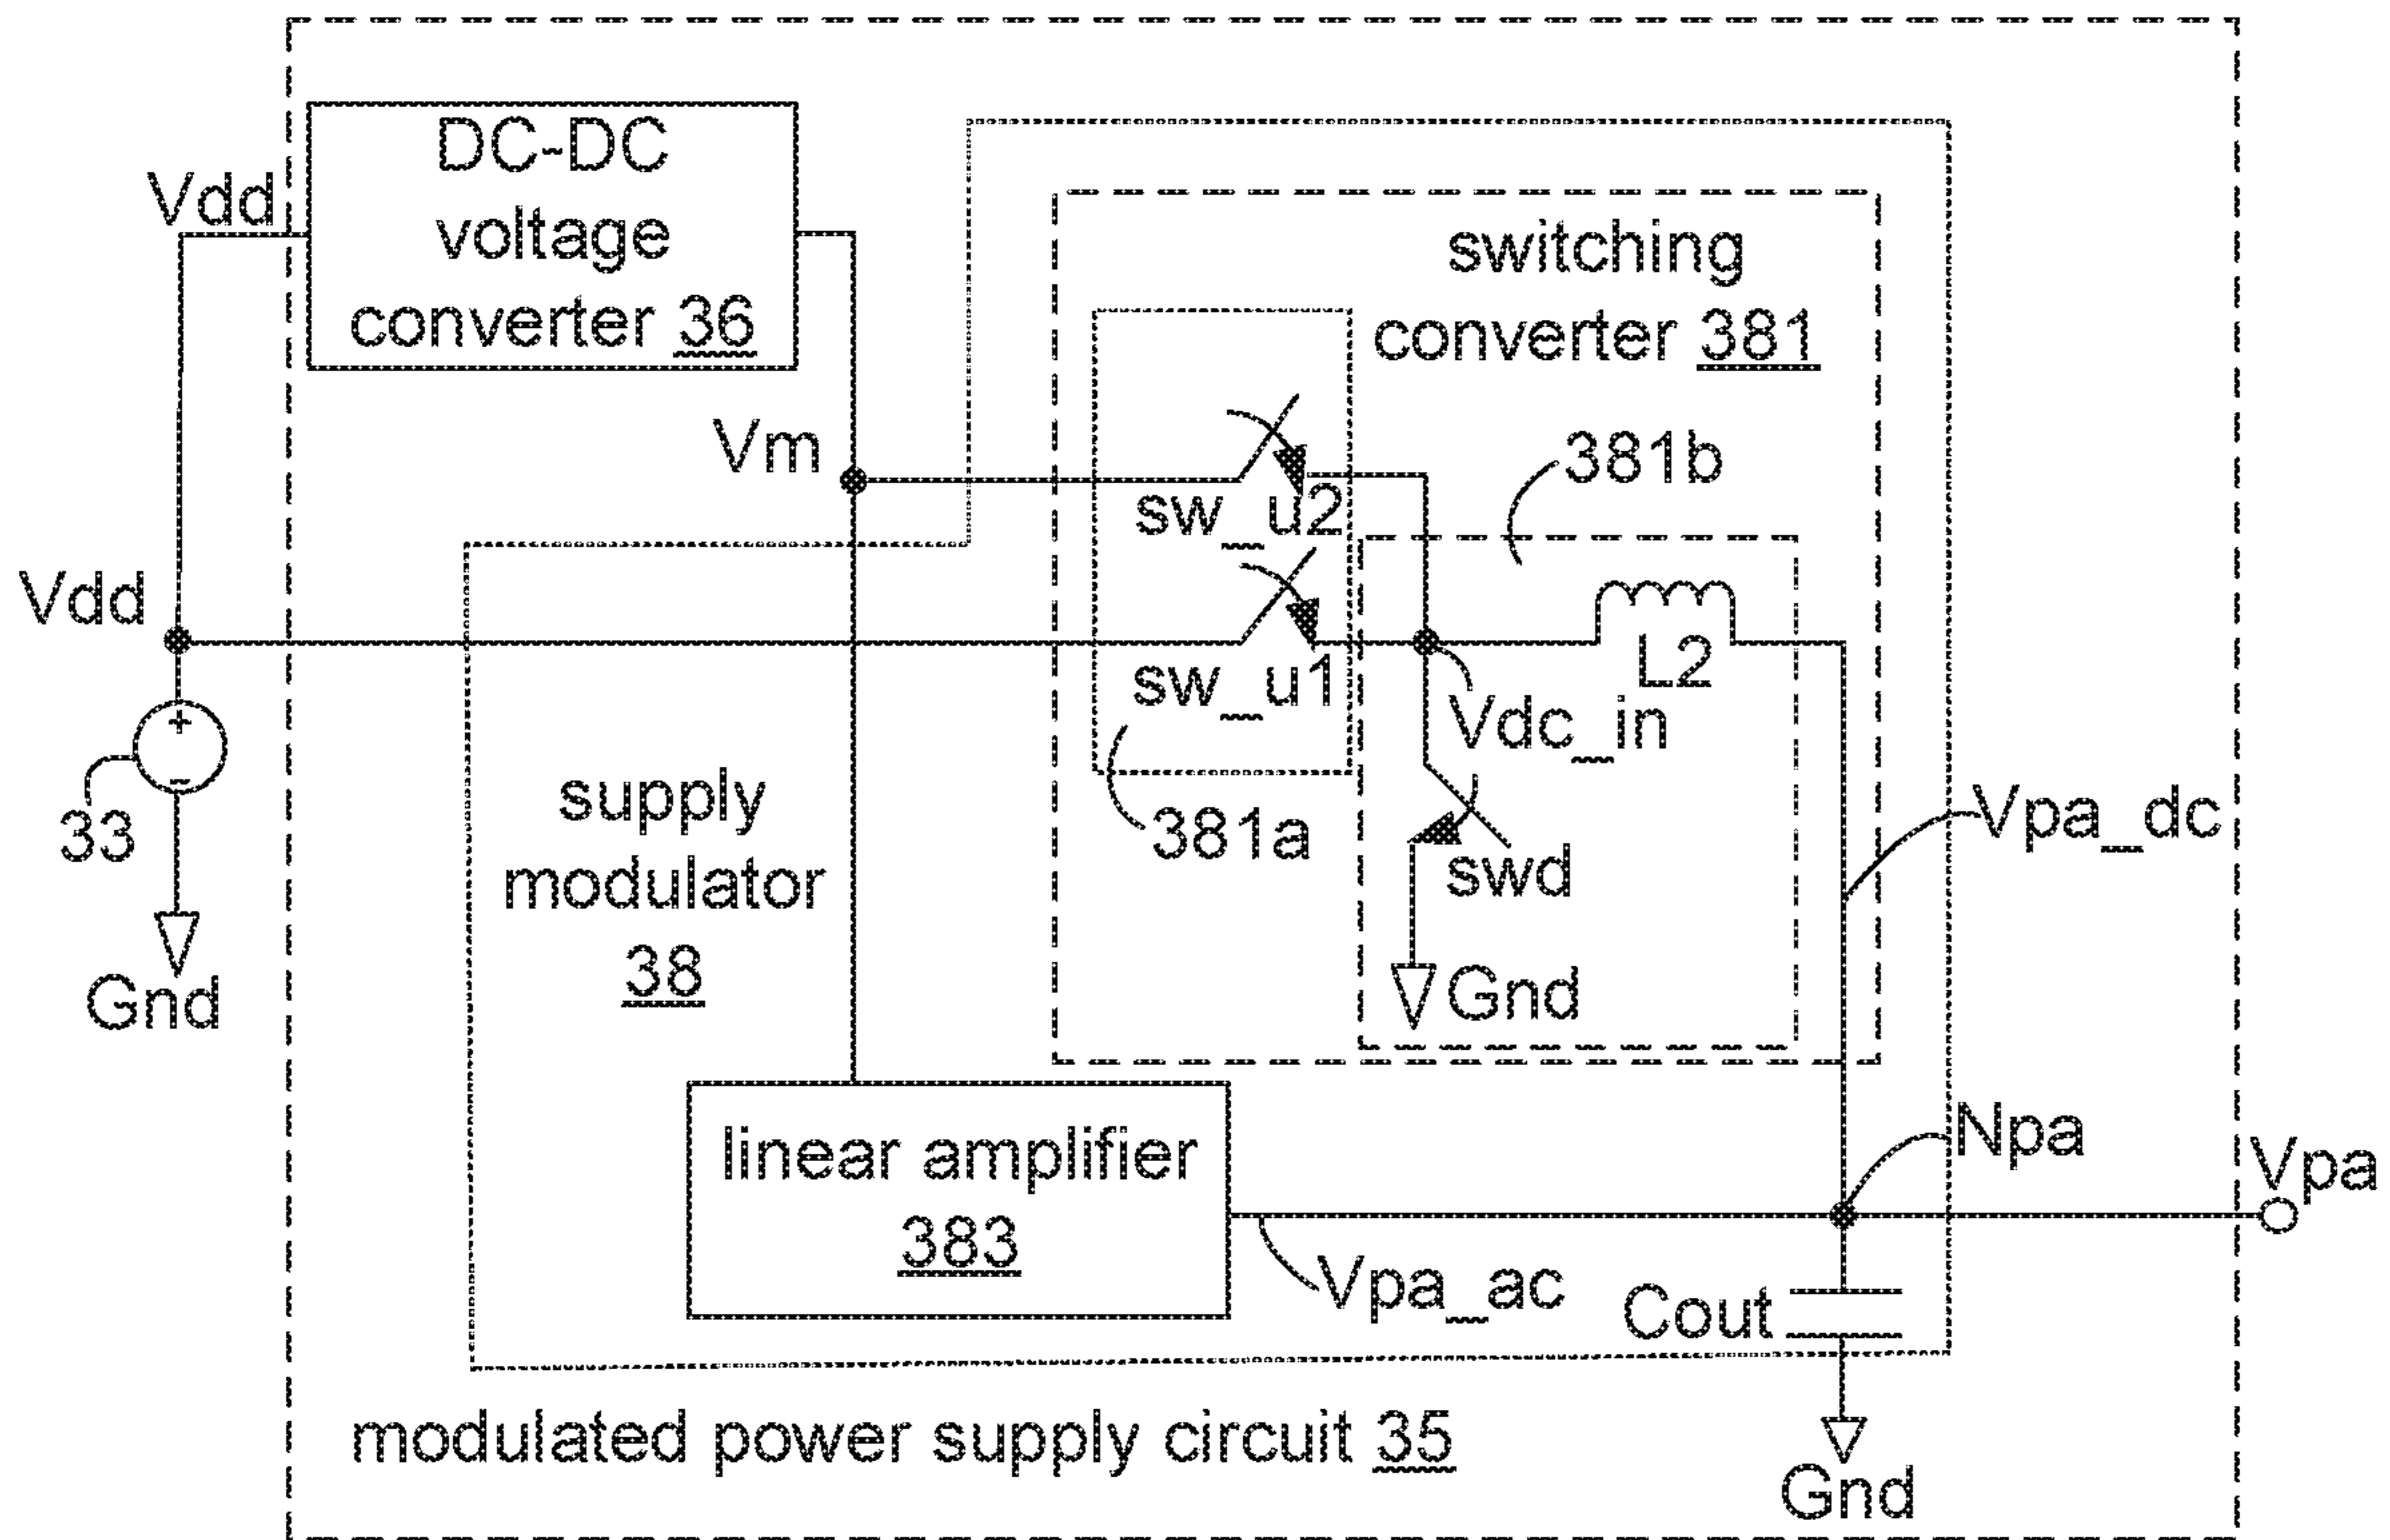 DC-DC
voltage
converter 36
Vdd
switching
converter 381
Vm
381b
sw_u2
Vdd
sw_u1
L2
Vdc_in
33
supply
modulator
38
381a
swd
Vpa_dc
Gnd
Gnd
linear amplifier
383
Npa
Vpa
Vpa_ac
Cout
modulated power supply circuit 35
Gnd